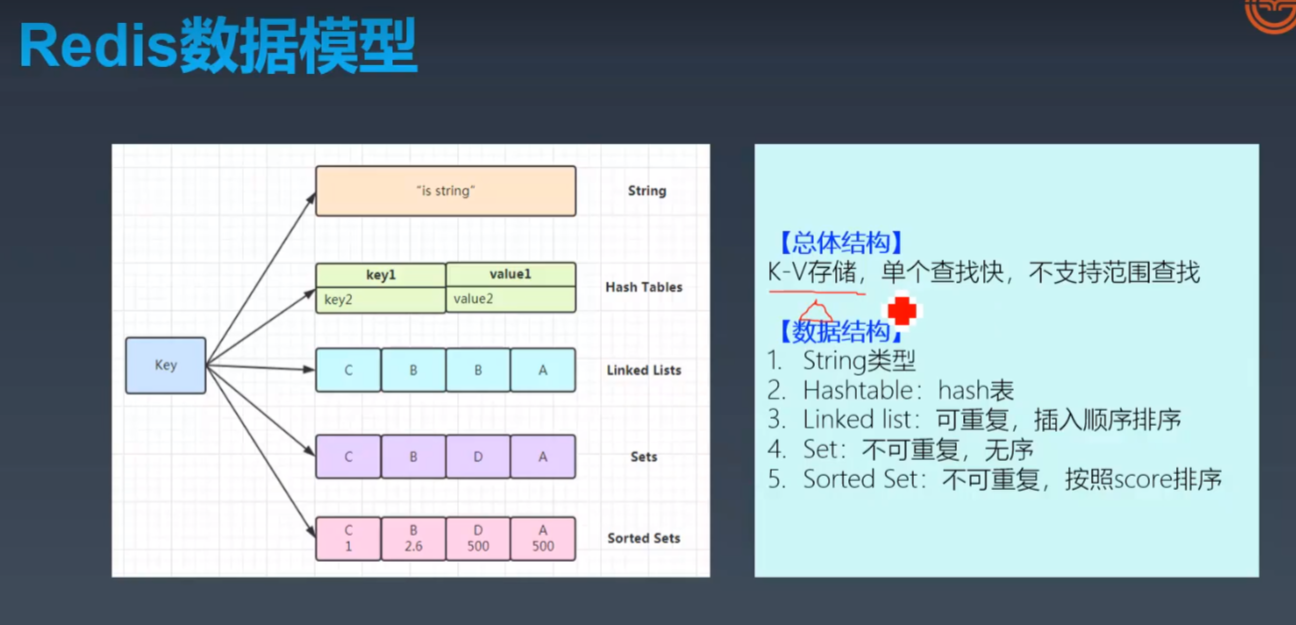 Redis数据模型
Key
"is string"
String
key1 value1
key2 value2
Hash Tables
C B B A
Linked Lists
C B D A
Sets
C B D A
1 2.6 500 500
Sorted Sets
【总体结构】
K-V存储，单个查找快，不支持范围查找
【数据结构】
1. String类型
2. Hashtable：hash表
3. Linked list：可重复，插入顺序排序
4. Set：不可重复，无序
5. Sorted Set：不可重复，按照score排序